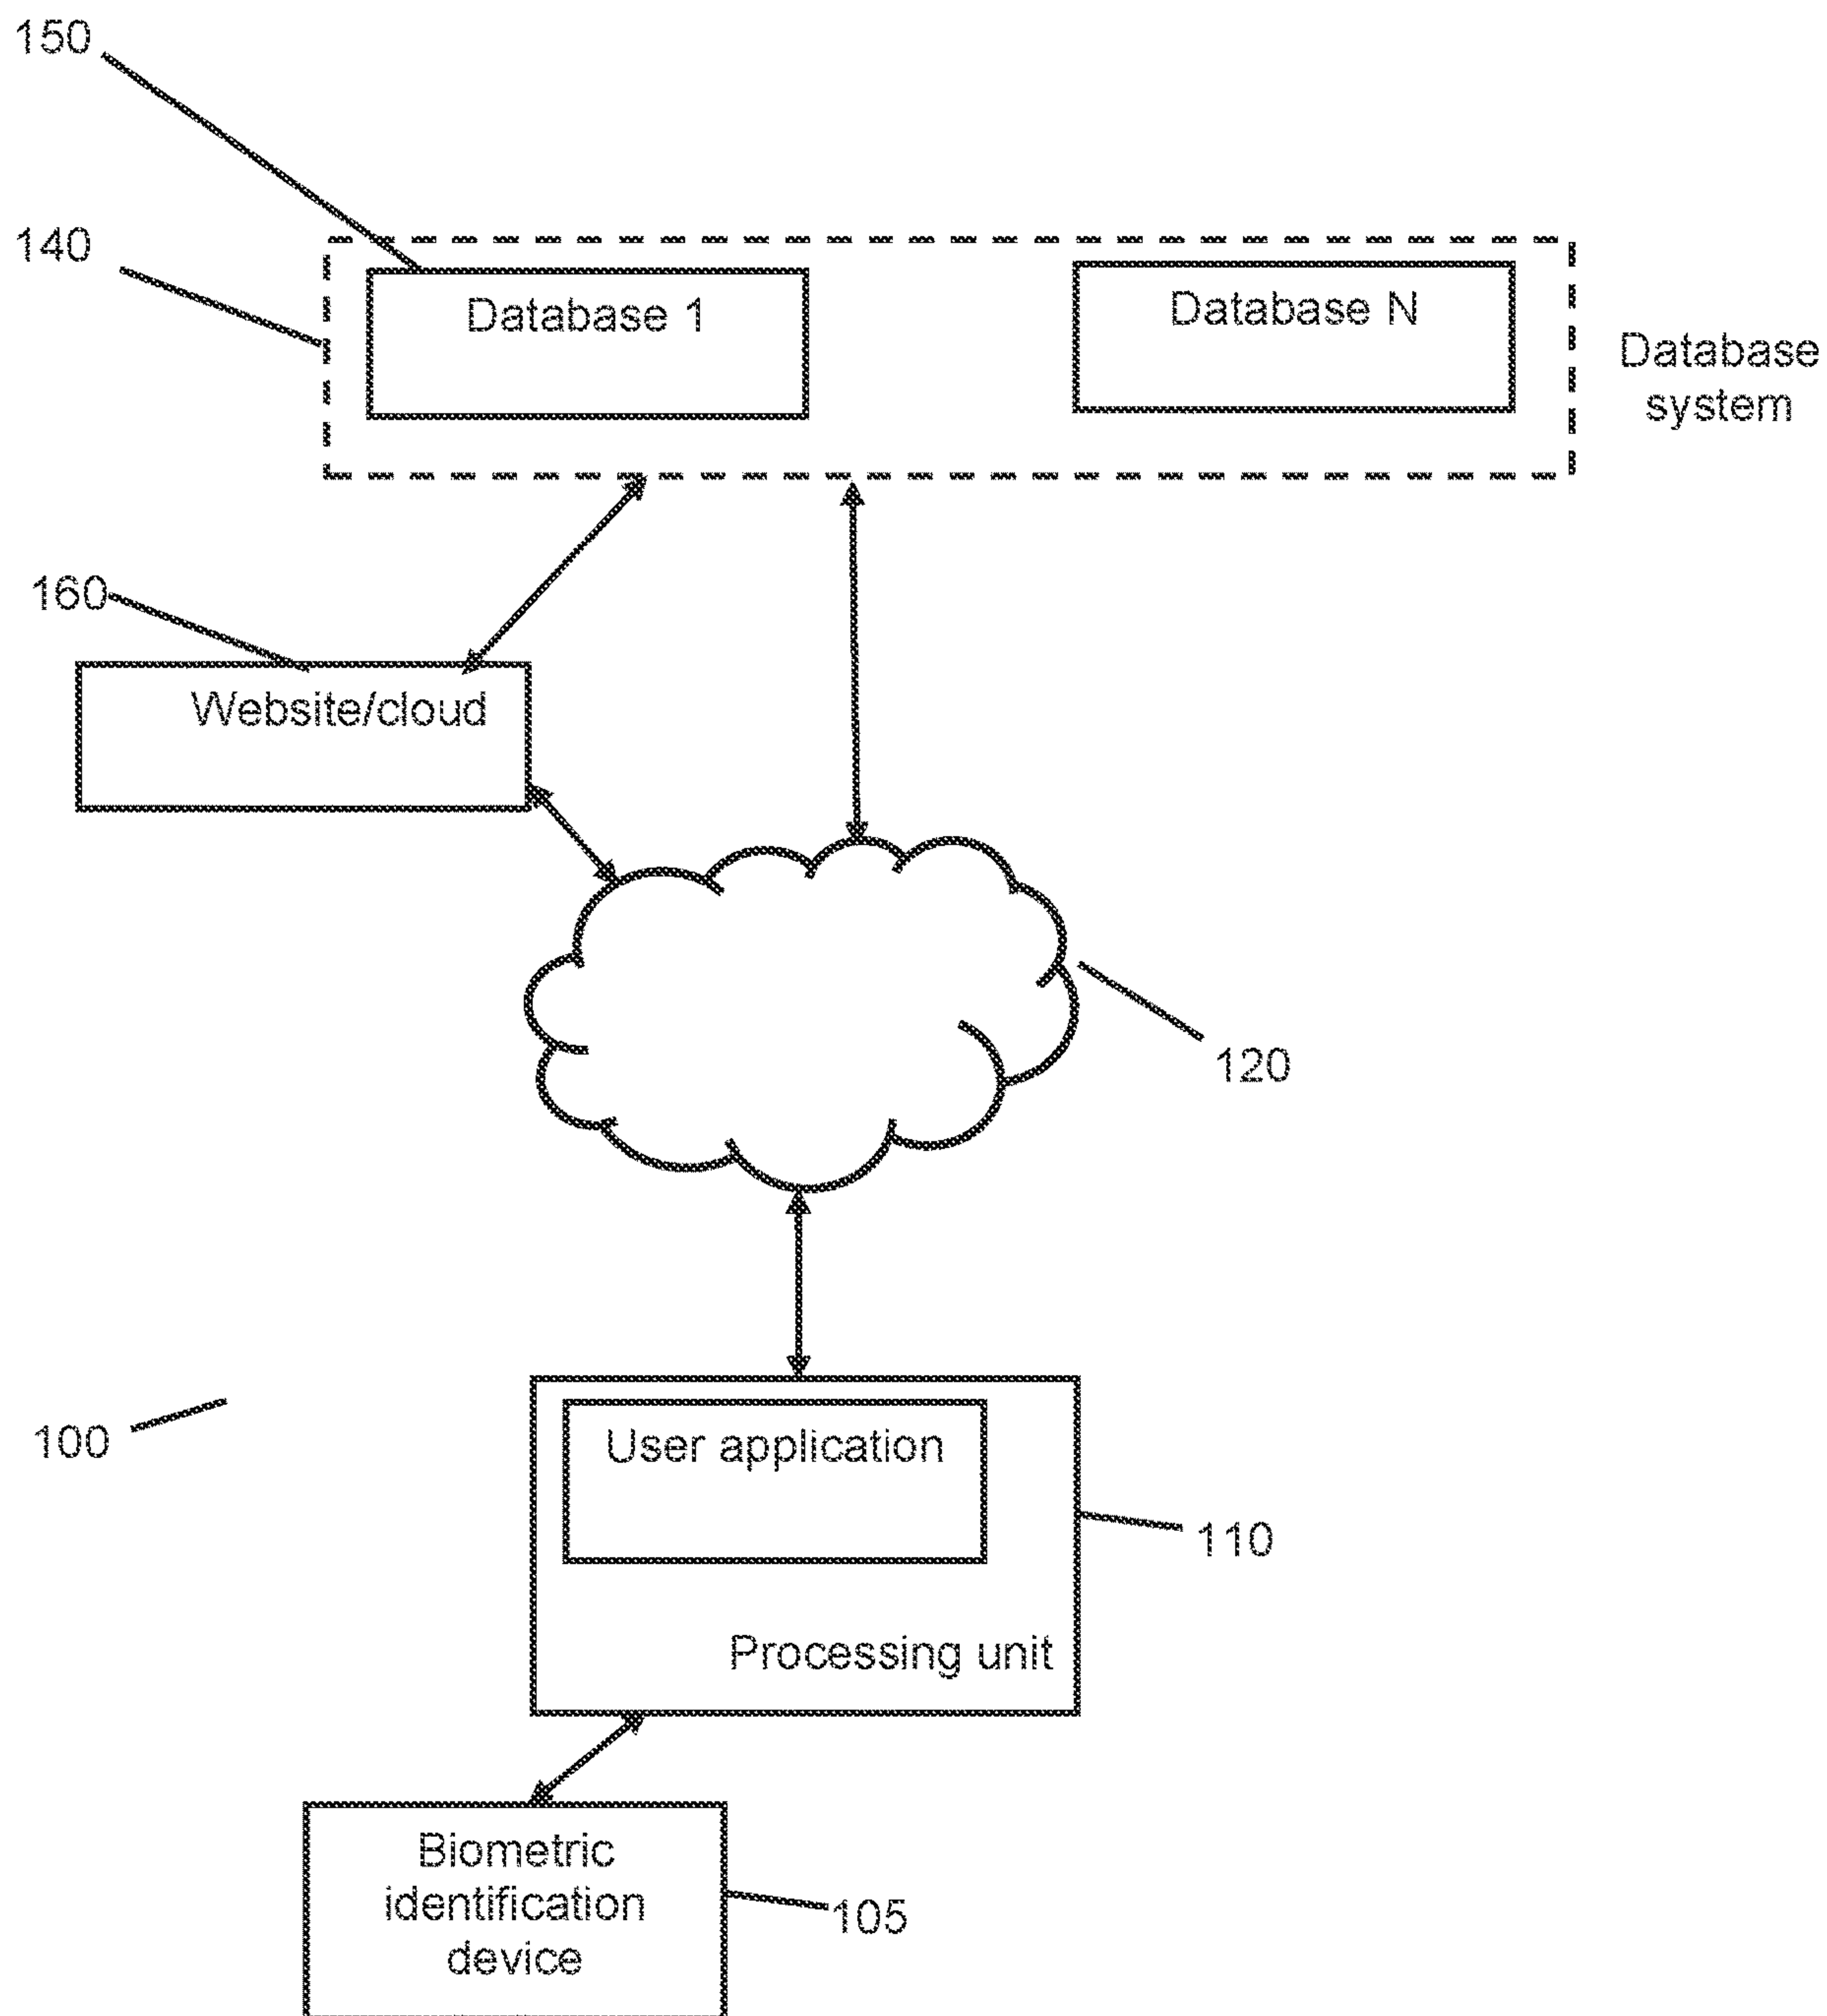 150
140
Database 1
Database N
Database
system
160
Website/cloud
120
100
User application
110
Processing unit
Biometric
identification
device
105